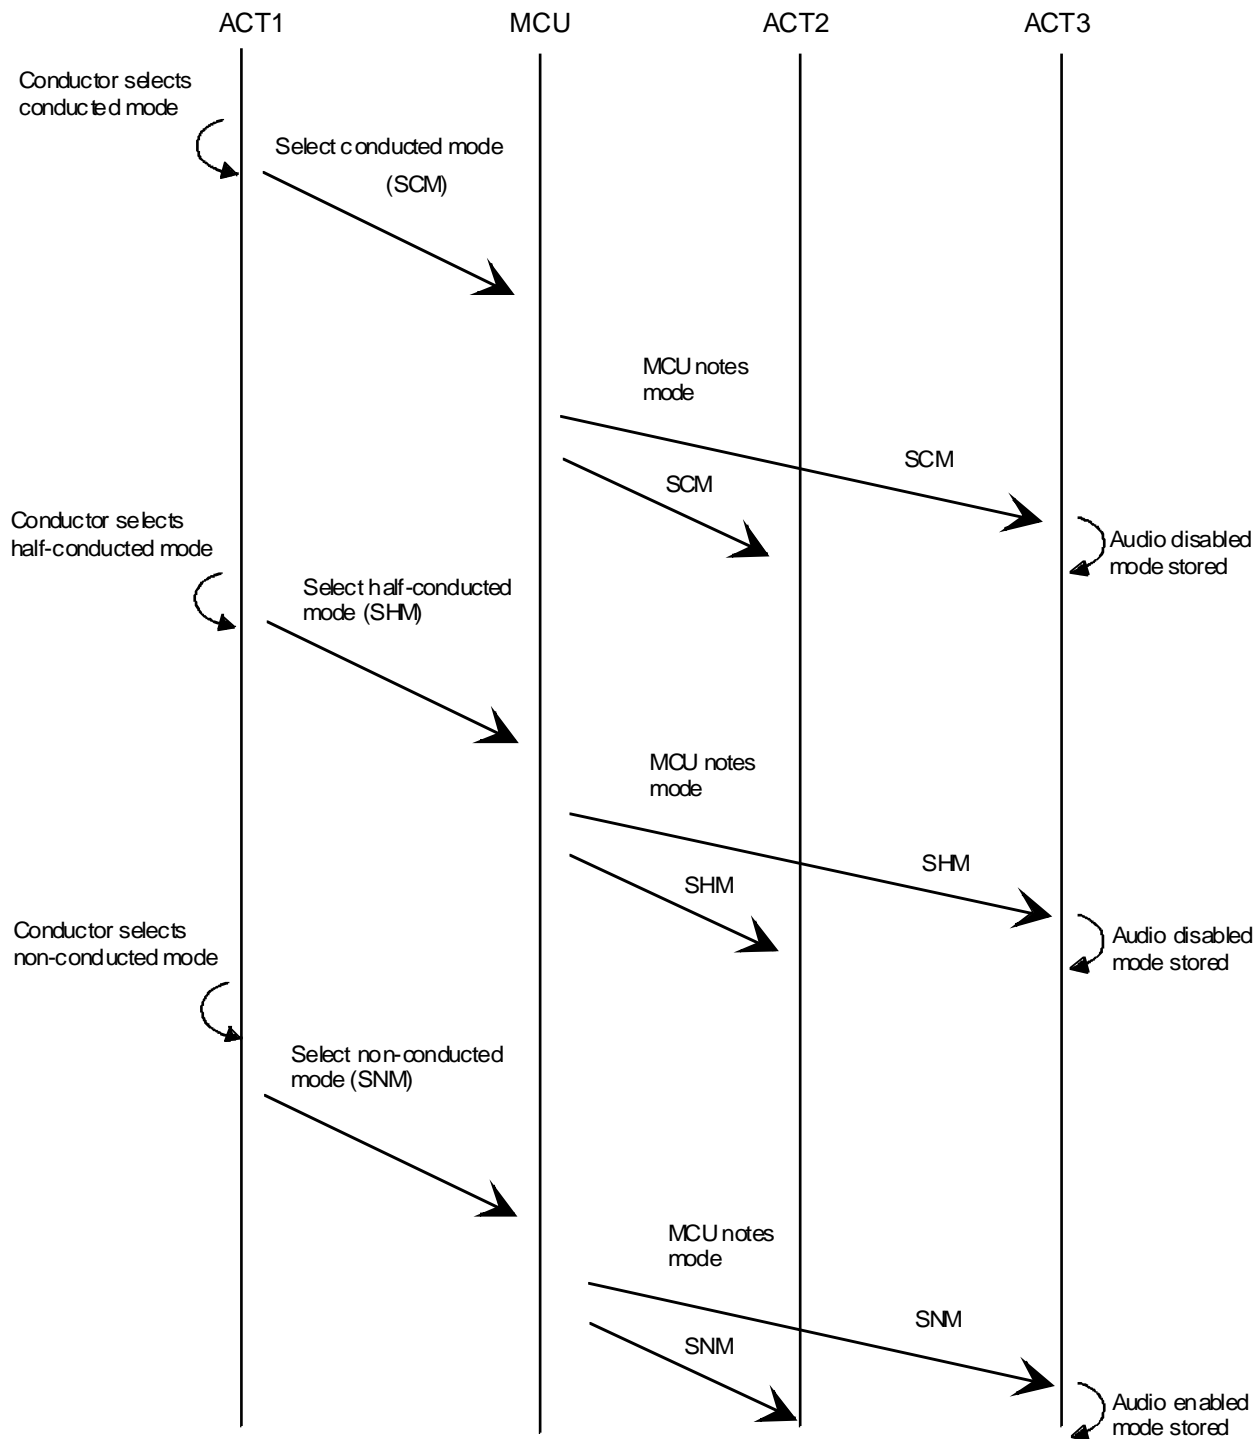 ACT1 MCU ACT2 ACT3
Conductor selects
conducted mode
Select conducted mode
(SCM)
MCU notes
mode
SCM
SCM
Conductor selects
half-conducted mode
Audio disabled
mode stored
Select half-conducted
mode (SHM)
MCU notes
mode
SHM
SHM
Conductor selects
non-conducted mode
Audio disabled
mode stored
Select non-conducted
mode (SNM)
MCU notes
mode
SNM
SNM
Audio enabled
mode stored